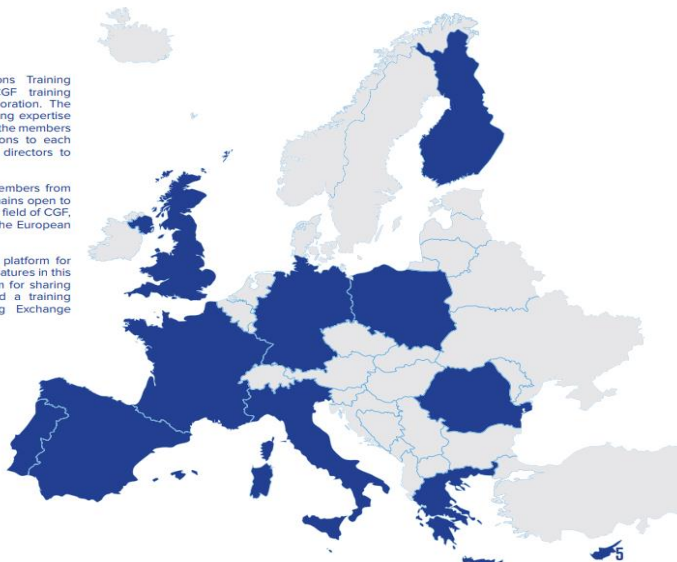 ons Training
CGF training
oration. The
ng expertise
the members
ons to each
directors to
embers from
ains open to
field of CGF,
he European
platform for
atures in this
m for sharing
d a training
g Exchange
5